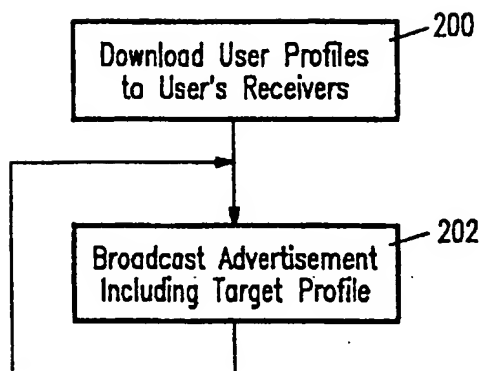 200
Download User Profiles
to User's Receivers
202
Broadcast Advertisement
Including Target Profile